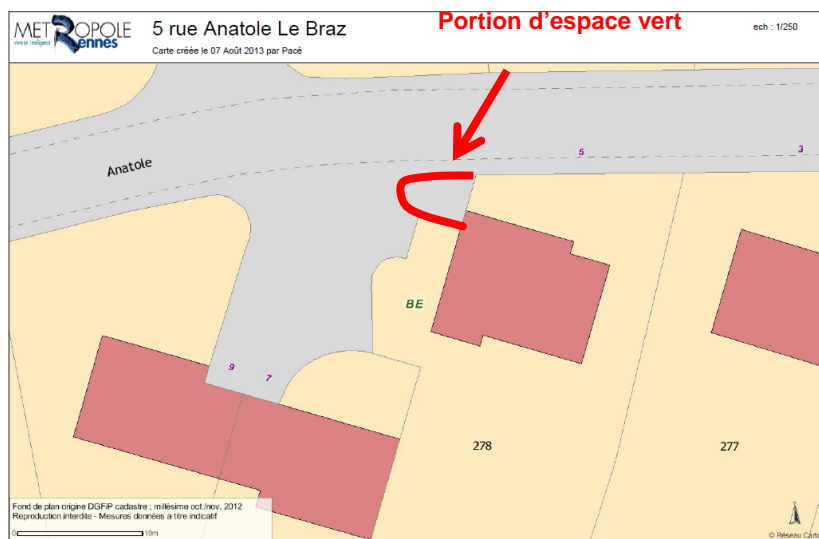 METROPOLE
Rennes
5 rue Anatole Le Braz
Carte créée le 07 Août 2013 par Pacé
Portion d'espace vert
ech : 1/250
Anatole
5
3
BE
9
7
278
277
Fond de plan origine DGFiP cadastre ; millésime oct./nov. 2012
Reproduction interdite - Mesures données à titre indicatif
0
10m
© Réseau Carto